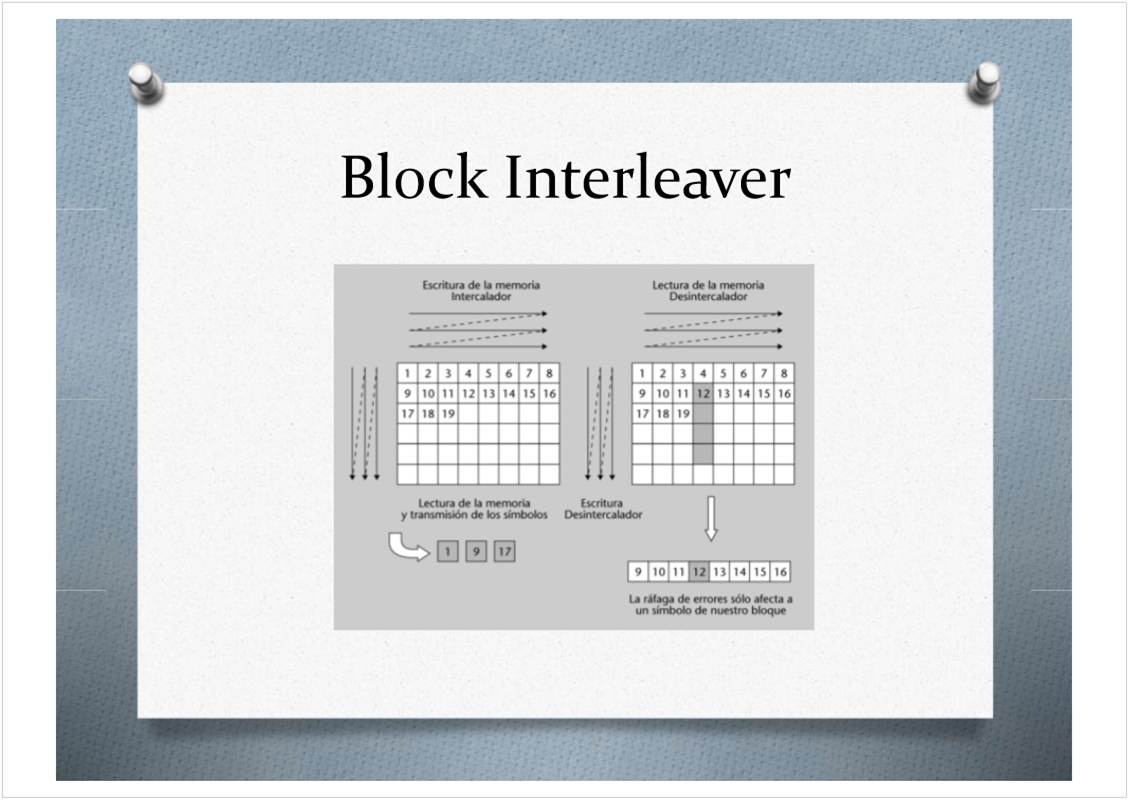 Block Interleaver
Escritura de la memoria
Intercalador
1 2 3 4 5 6 7 8
9 10 11 12 13 14 15 16
17 18 19
Lectura de la memoria
y transmisión de los símbolos
1 9 17
Lectura de la memoria
Desintercalador
1 2 3 4 5 6 7 8
9 10 11 12 13 14 15 16
17 18 19
Escritura
Desintercalador
9 10 11 12 13 14 15 16
La ráfaga de errores sólo afecta a
un símbolo de nuestro bloque